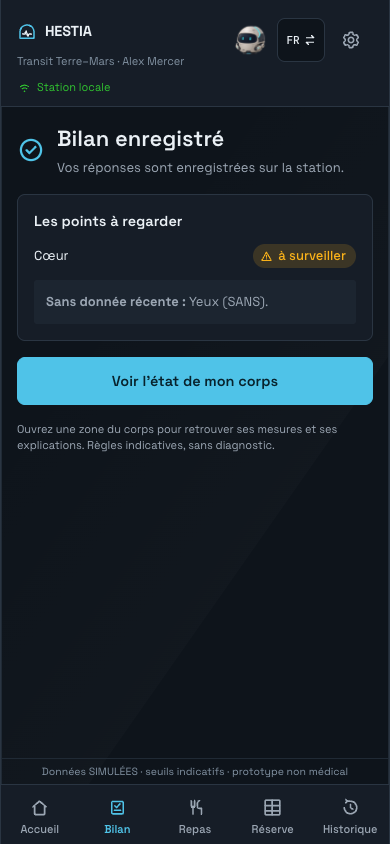 HESTIA
FR
Transit Terre–Mars · Alex Mercer
Station locale
Bilan enregistré
Vos réponses sont enregistrées sur la station.
Les points à regarder
Cœur
à surveiller
Sans donnée récente : Yeux (SANS).
Voir l'état de mon corps
Ouvrez une zone du corps pour retrouver ses mesures et ses
explications. Règles indicatives, sans diagnostic.
Données SIMULÉES · seuils indicatifs · prototype non médical
Accueil
Bilan
Repas
Réserve
Historique